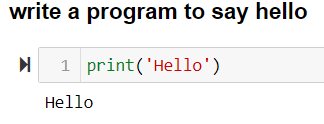 write a program to say hello
1 print('Hello')
Hello